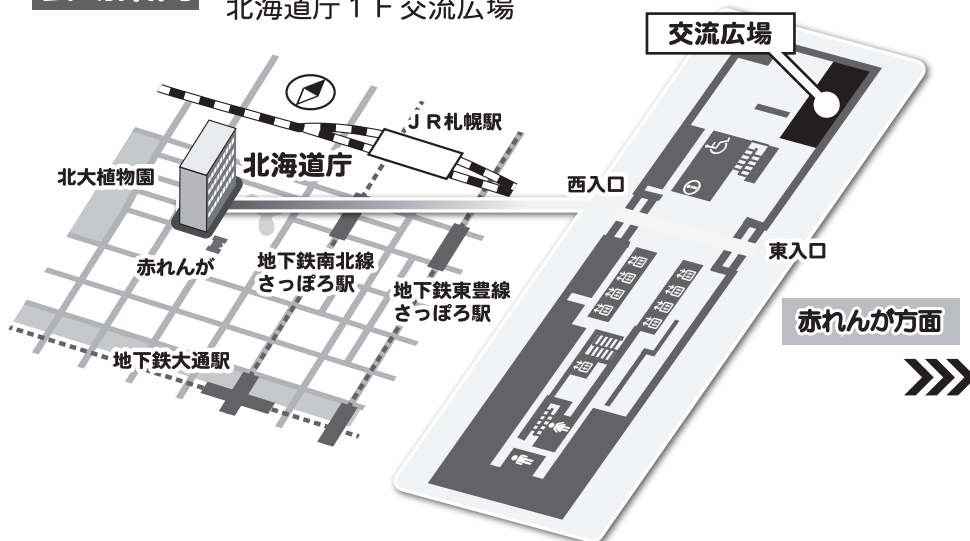 北海道庁1F交流広場
交流広場
JR札幌駅
北海道庁
北大植物園
西入口
東入口
赤れんが
地下鉄南北線
さっぽろ駅
地下鉄東豊線
さっぽろ駅
赤れんが方面
地下鉄大通駅